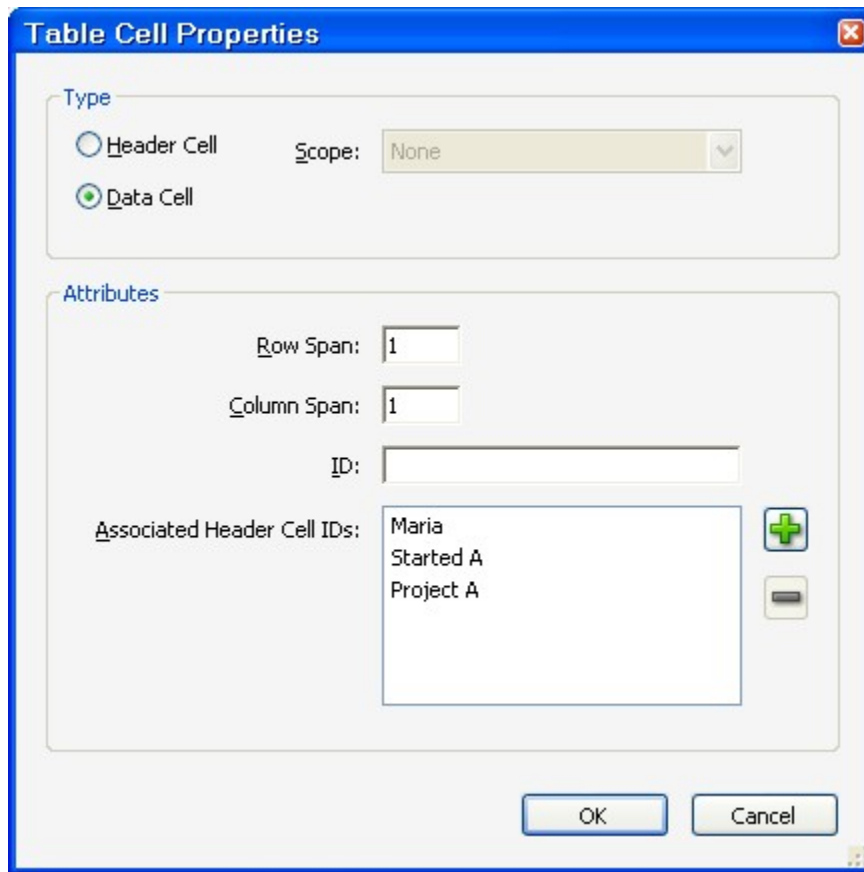 Table Cell Properties
Type
Header Cell Scope: None
Data Cell
Attributes
Row Span: 1
Column Span: 1
ID:
Associated Header Cell IDs: Maria
Started A
Project A
OK Cancel